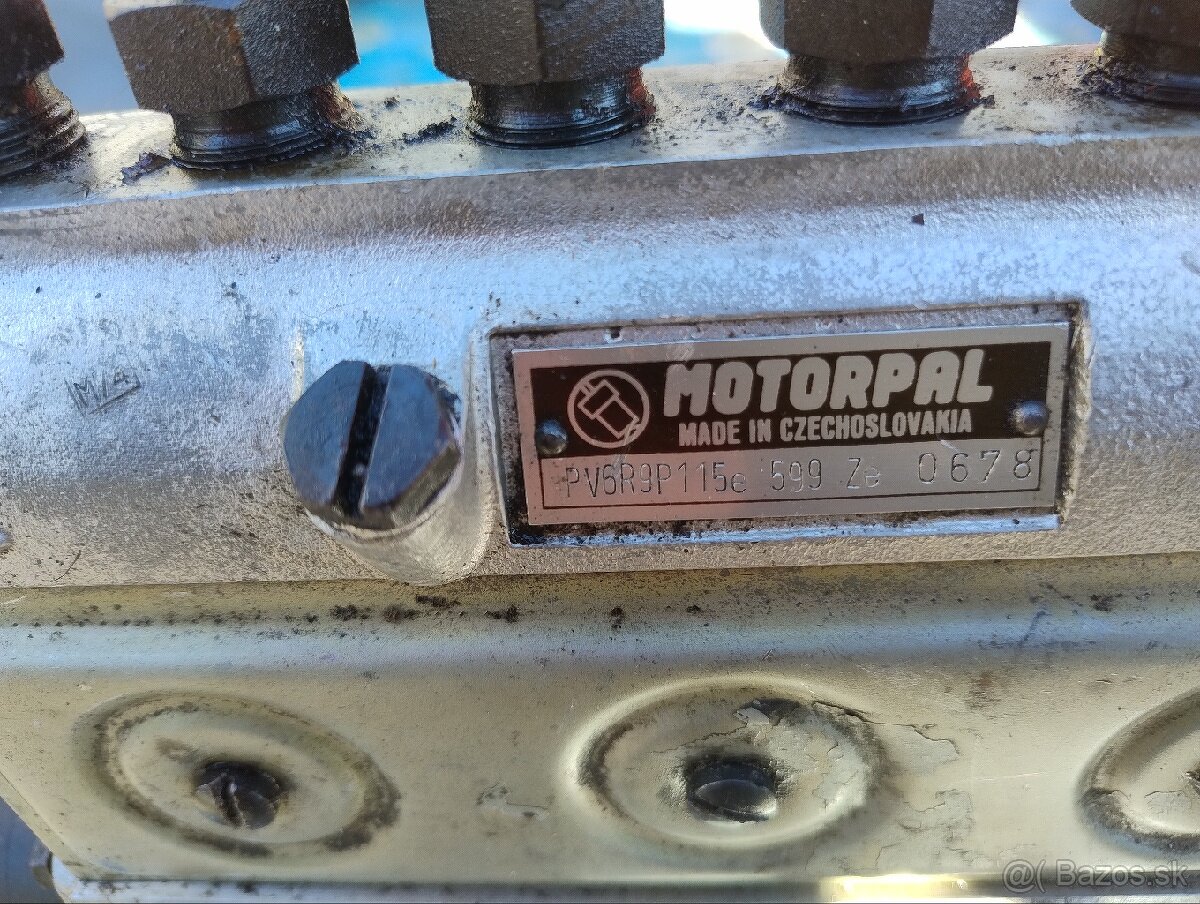 MOTORPAL
MADE IN CZECHOSLOVAKIA
PV6R9P115e 599 Ze 0678
@( Bazos.sk